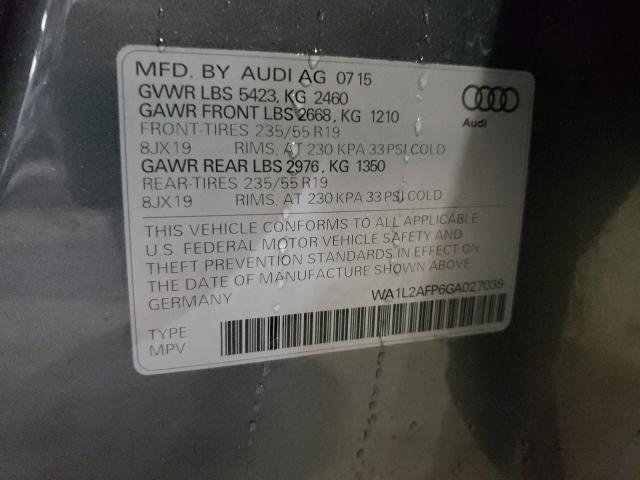 MFD. BY AUDI AG 07 15
GVWR LBS 5423, KG 2460
GAWR FRONT LBS 2668, KG 1210
FRONT-TIRES 235/55 R19
8JX19 RIMS, AT 230 KPA 33 PSI COLD
GAWR REAR LBS 2976, KG 1350
REAR-TIRES 235/55 R19
8JX19 RIMS, AT 230 KPA 33 PSI COLD
Audi
THIS VEHICLE CONFORMS TO ALL APPLICABLE
U.S. FEDERAL MOTOR VEHICLE SAFETY AND
THEFT PREVENTION STANDARDS IN EFFECT ON
THE DATE OF MANUFACTURE SHOWN ABOVE
GERMANY WA1L2AFP6GA027039
TYPE
MPV